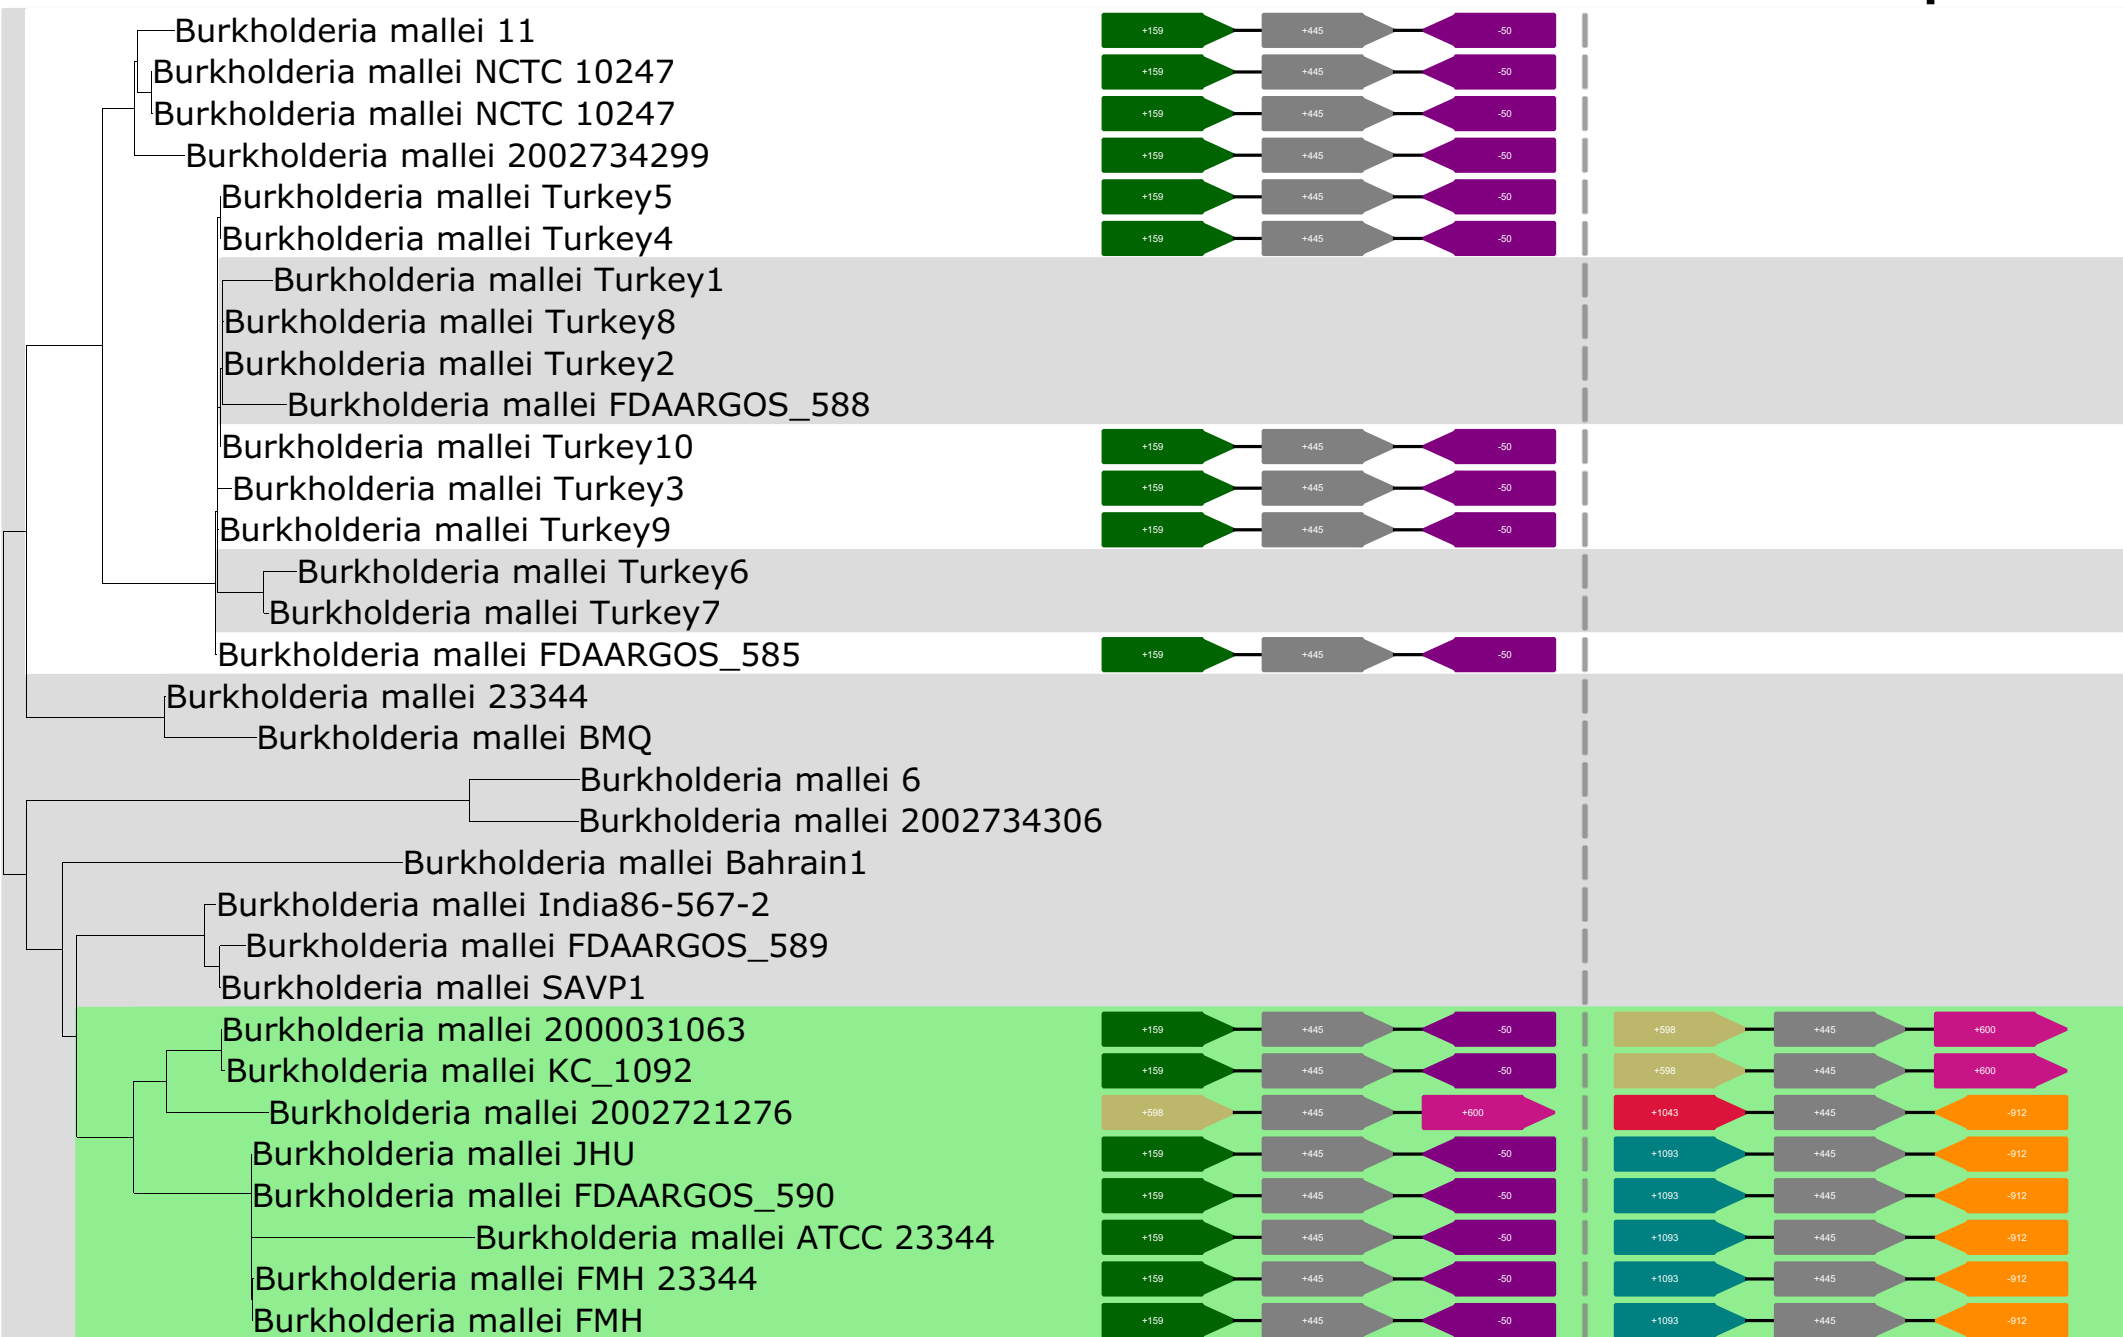 Burkholderia mallei 11 +159 +445 -50
Burkholderia mallei NCTC 10247 +159 +445 -50
Burkholderia mallei NCTC 10247 +159 +445 -50
Burkholderia mallei 2002734299 +159 +445 -50
Burkholderia mallei Turkey5 +159 +445 -50
Burkholderia mallei Turkey4 +159 +445 -50
Burkholderia mallei Turkey1
Burkholderia mallei Turkey8
Burkholderia mallei Turkey2
Burkholderia mallei FDAARGOS_588
Burkholderia mallei Turkey10 +159 +445 -50
Burkholderia mallei Turkey3 +159 +445 -50
Burkholderia mallei Turkey9 +159 +445 -50
Burkholderia mallei Turkey6
Burkholderia mallei Turkey7
Burkholderia mallei FDAARGOS_585 +159 +445 -50
Burkholderia mallei 23344
Burkholderia mallei BMQ
Burkholderia mallei 6
Burkholderia mallei 2002734306
Burkholderia mallei Bahrain1
Burkholderia mallei India86-567-2
Burkholderia mallei FDAARGOS_589
Burkholderia mallei SAVP1
Burkholderia mallei 2000031063 +159 +445 -50 +598 +445 +600
Burkholderia mallei KC_1092 +159 +445 -50 +598 +445 +600
Burkholderia mallei 2002721276 +598 +445 +600 +1043 +445 -912
Burkholderia mallei JHU +159 +445 -50 +1093 +445 -912
Burkholderia mallei FDAARGOS_590 +159 +445 -50 +1093 +445 -912
Burkholderia mallei ATCC 23344 +159 +445 -50 +1093 +445 -912
Burkholderia mallei FMH 23344 +159 +445 -50 +1093 +445 -912
Burkholderia mallei FMH +159 +445 -50 +1093 +445 -912